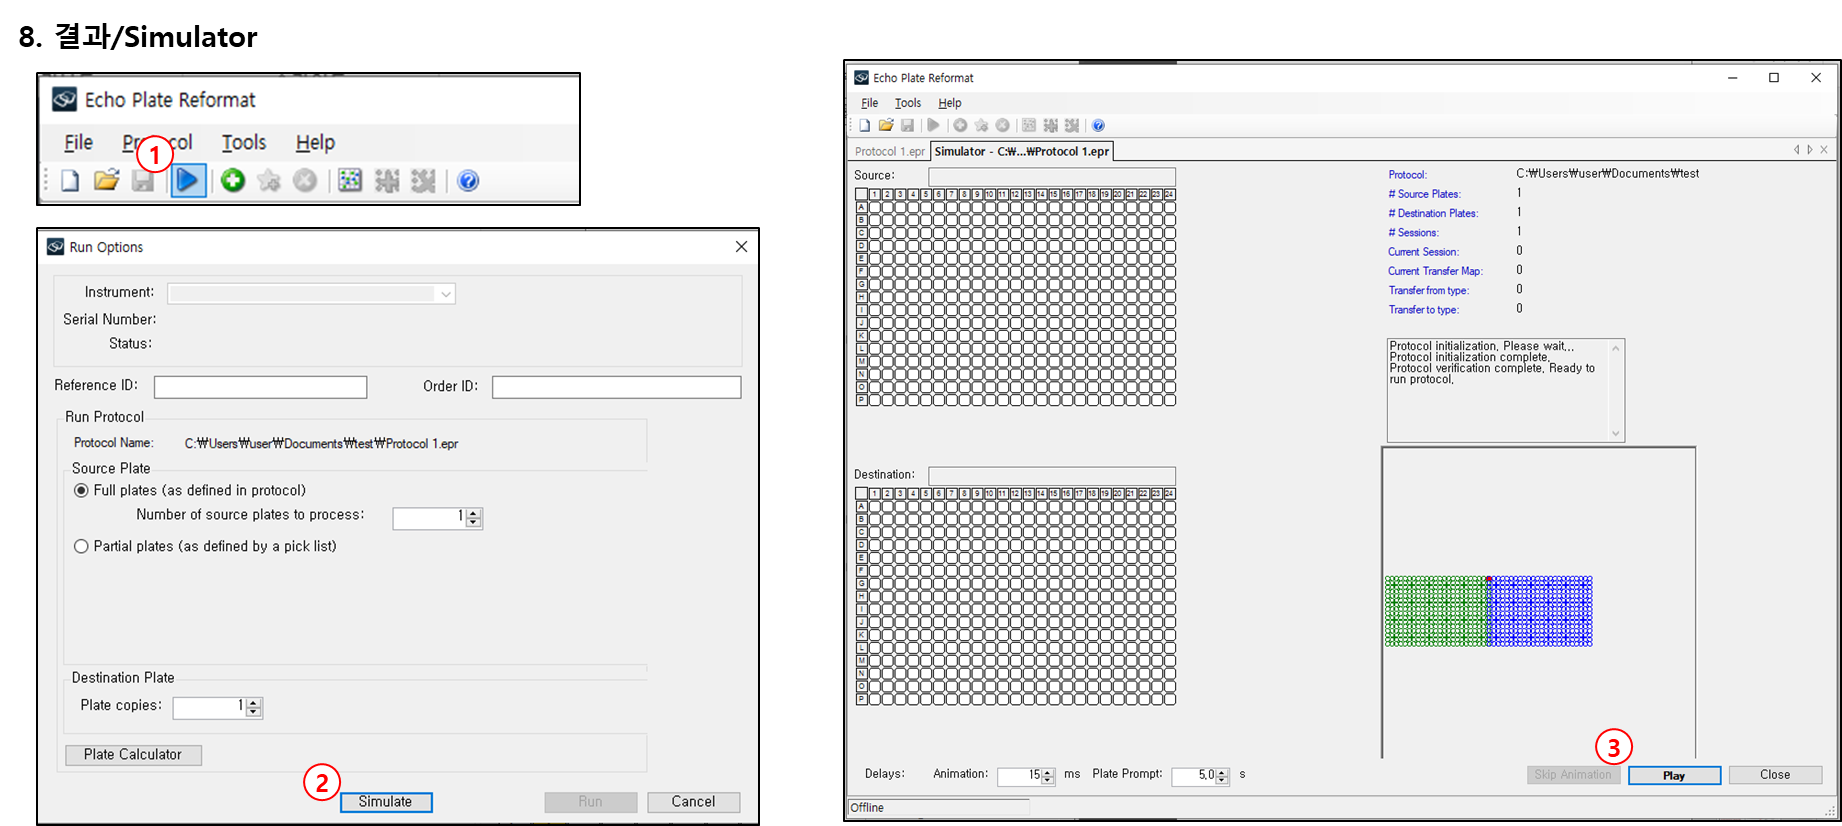 8. 결과/Simulator
Echo Plate Reformat
File Protocol Tools Help
1
Run Options
Instrument:
Serial Number:
Status:
Reference ID: Order ID:
Run Protocol
Protocol Name: C:₩Users₩user₩Documents₩test₩Protocol 1.epr
Source Plate
Full plates (as defined in protocol)
Number of source plates to process: 1
Partial plates (as defined by a pick list)
Destination Plate
Plate copies: 1
Plate Calculator
2
Simulate Run Cancel
Echo Plate Reformat
File Tools Help
Protocol 1.epr Simulator - C:₩...₩Protocol 1.epr
Source:
1 2 3 4 5 6 7 8 9 10 11 12 13 14 15 16 17 18 19 20 21 22 23 24
A
B
C
D
E
F
G
H
I
J
K
L
M
N
O
P
Destination:
1 2 3 4 5 6 7 8 9 10 11 12 13 14 15 16 17 18 19 20 21 22 23 24
A
B
C
D
E
F
G
H
I
J
K
L
M
N
O
P
Protocol: C:₩Users₩user₩Documents₩test
# Source Plates: 1
# Destination Plates: 1
# Sessions: 1
Current Session: 0
Current Transfer Map: 0
Transfer from type: 0
Transfer to type: 0
Protocol initialization, Please wait...
Protocol initialization complete,
Protocol verification complete, Ready to
run protocol,
3
Delays: Animation: 15 ms Plate Prompt: 5,0 s
Skip Animation Play Close
Offline